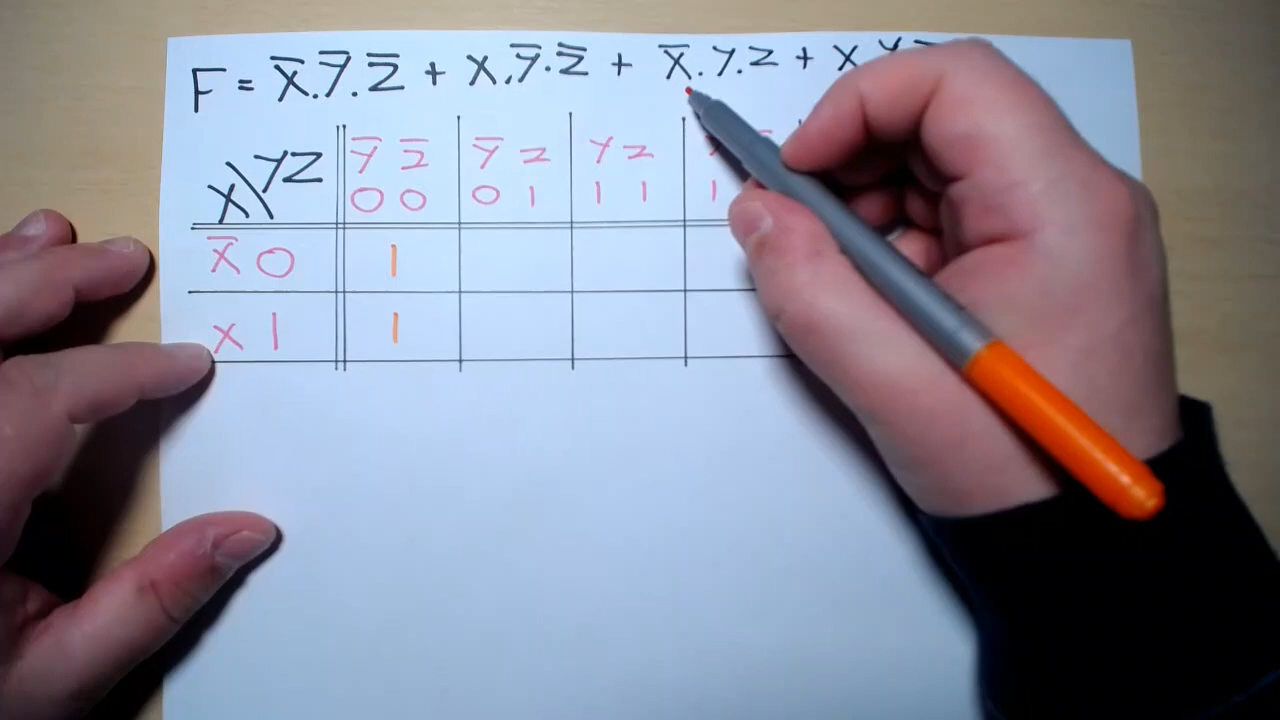 F = X̅.Y̅.Z̅ + X.Y̅.Z̅ + X̅.Y.Z + X.
X\YZ Y̅ Z̅ Y̅ Z Y Z
0 0 0 1 1 1 1
X̅ 0 1
X 1 1